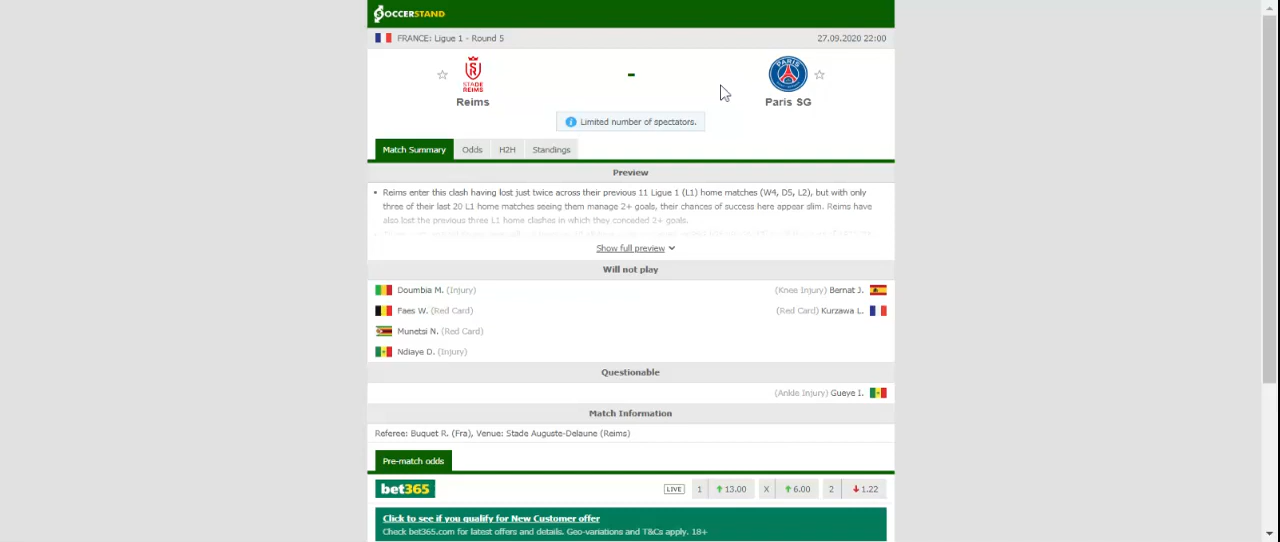 SOCCERSTAND
FRANCE: Ligue 1 - Round 5 27.09.2020 22:00
STADE REIMS - PARIS
Reims Paris SG
Limited number of spectators.
Match Summary Odds H2H Standings
Preview
Reims enter this clash having lost just twice across their previous 11 Ligue 1 (L1) home matches (W4, D5, L2), but with only
three of their last 20 L1 home matches seeing them manage 2+ goals, their chances of success here appear slim. Reims have
also lost the previous three L1 home clashes in which they conceded 2+ goals.
Show full preview
Will not play
Doumbia M. (Injury) (Knee Injury) Bernat J.
Faes W. (Red Card) (Red Card) Kurzawa L.
Munetsi N. (Red Card)
Ndiaye D. (Injury)
Questionable
(Ankle Injury) Gueye I.
Match Information
Referee: Buquet R. (Fra), Venue: Stade Auguste-Delaune (Reims)
Pre-match odds
bet365 LIVE 1 13.00 X 6.00 2 1.22
Click to see if you qualify for New Customer offer
Check bet365.com for latest offers and details. Geo-variations and T&Cs apply. 18+